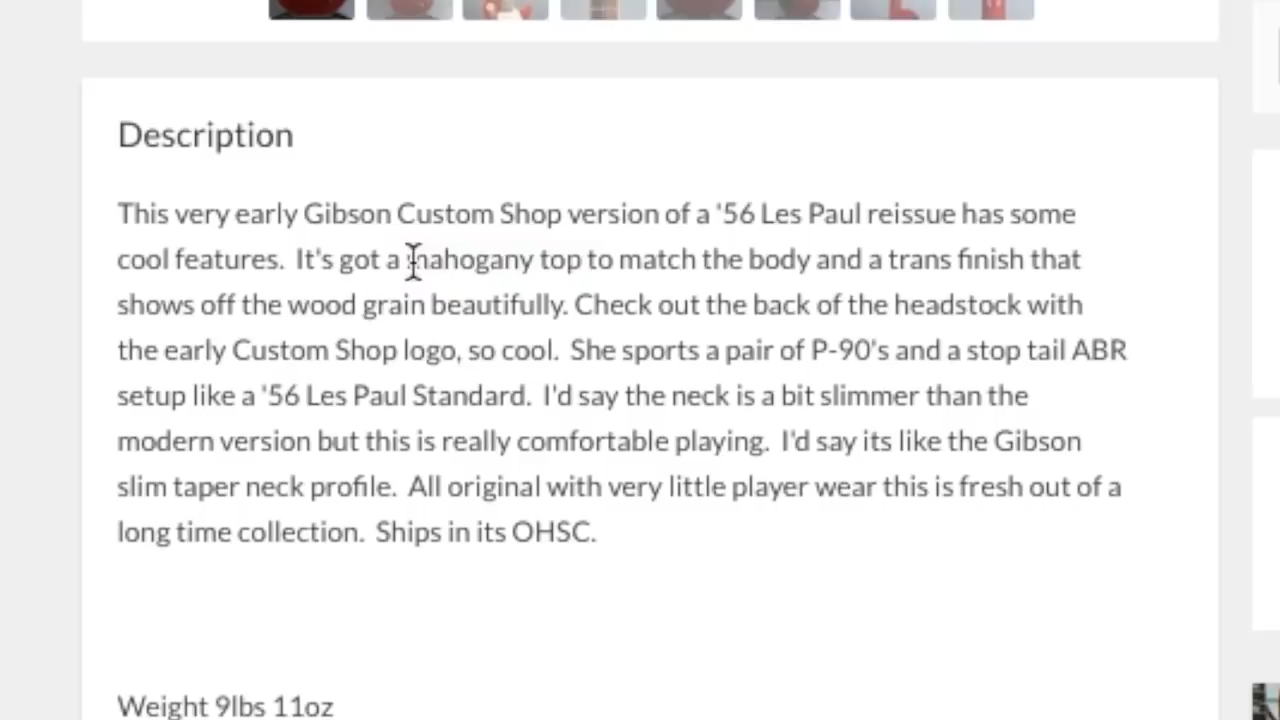 Description
This very early Gibson Custom Shop version of a '56 Les Paul reissue has some
cool features.  It's got a mahogany top to match the body and a trans finish that
shows off the wood grain beautifully. Check out the back of the headstock with
the early Custom Shop logo, so cool.  She sports a pair of P-90's and a stop tail ABR
setup like a '56 Les Paul Standard.  I'd say the neck is a bit slimmer than the
modern version but this is really comfortable playing.  I'd say its like the Gibson
slim taper neck profile.  All original with very little player wear this is fresh out of a
long time collection.  Ships in its OHSC.
Weight 9lbs 11oz